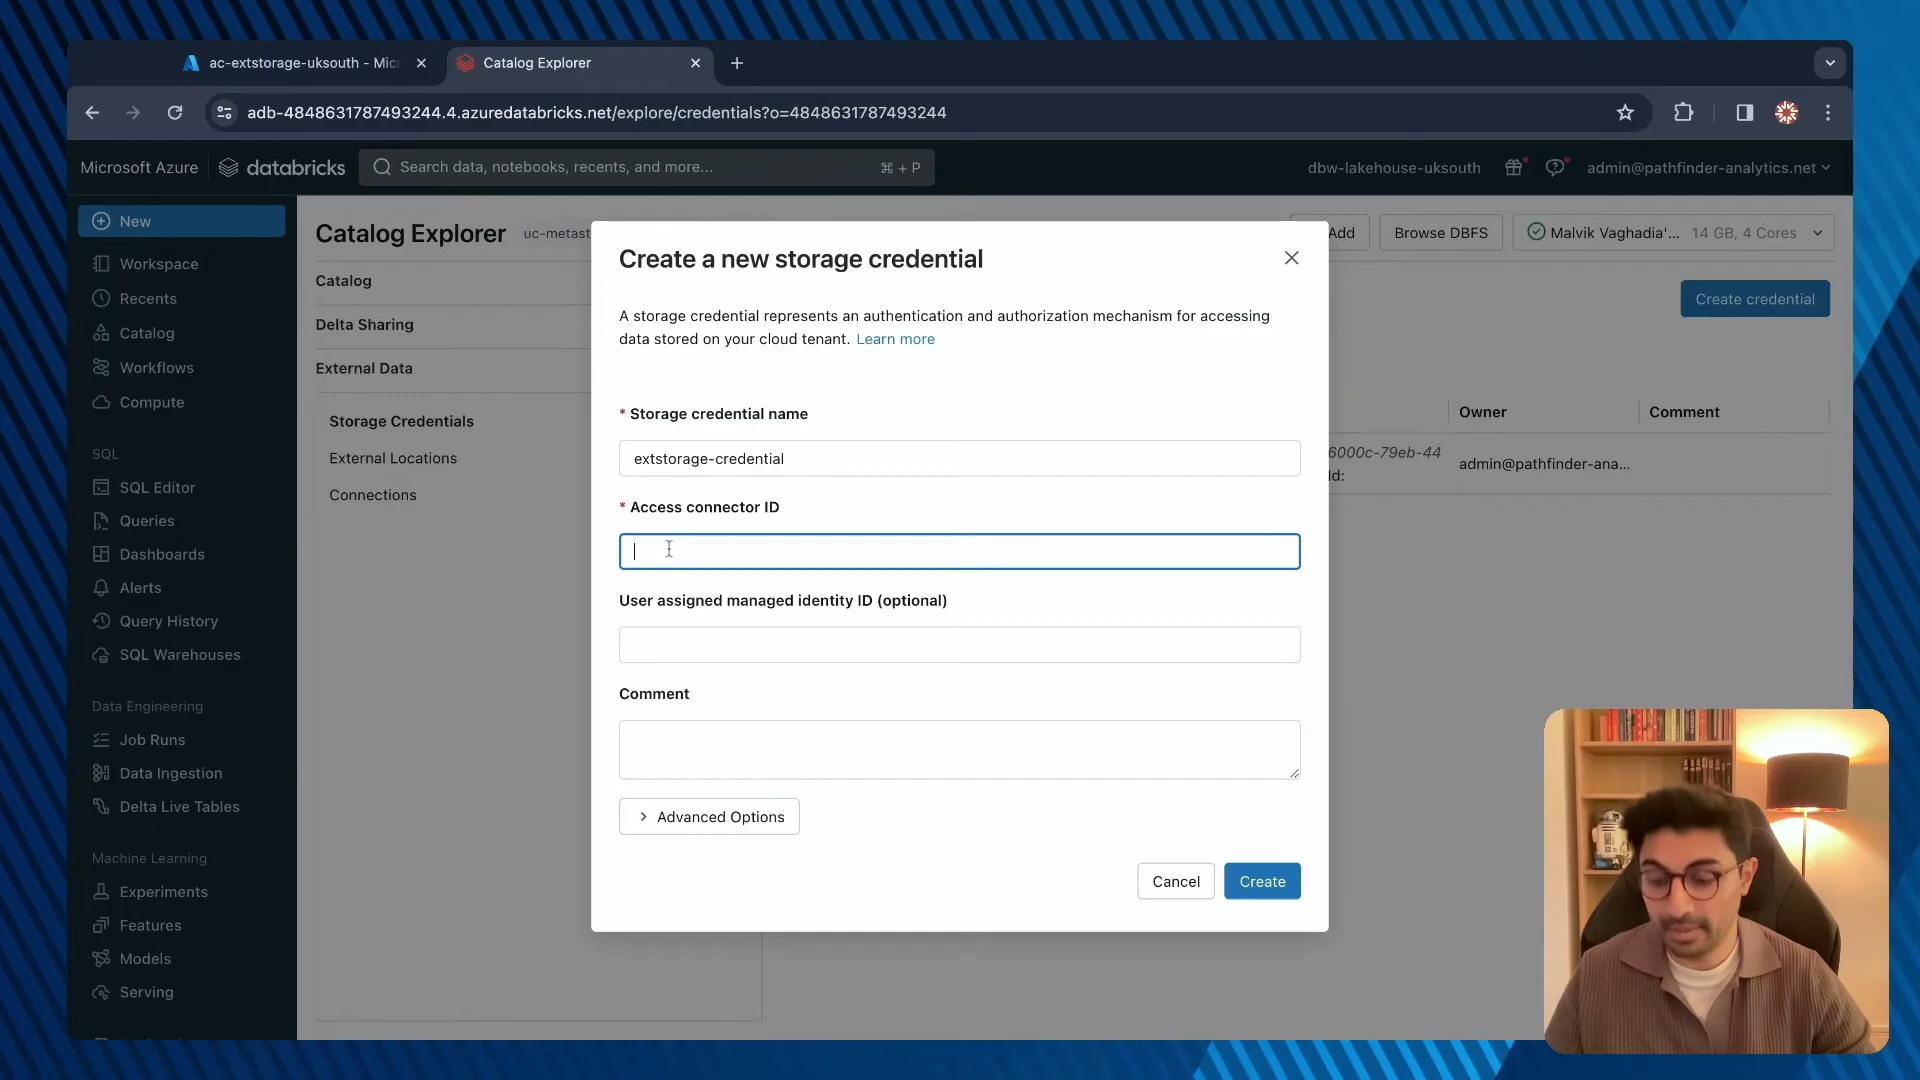 ac-extstorage-uksouth - Mic
Catalog Explorer
adb-4848631787493244.4.azuredatabricks.net/explore/credentials?o=4848631787493244
Microsoft Azure
databricks
Search data, notebooks, recents, and more...
⌘ + P
dbw-lakehouse-uksouth
admin@pathfinder-analytics.net
New
Workspace
Recents
Catalog
Workflows
Compute
SQL
SQL Editor
Queries
Dashboards
Alerts
Query History
SQL Warehouses
Data Engineering
Job Runs
Data Ingestion
Delta Live Tables
Machine Learning
Experiments
Features
Models
Serving
Catalog Explorer
uc-metast
Add
Browse DBFS
Malvik Vaghadia'... 14 GB, 4 Cores
Catalog
Delta Sharing
External Data
Storage Credentials
External Locations
Connections
Create credential
Owner
Comment
6000c-79eb-44
Id:
admin@pathfinder-ana...
Create a new storage credential
A storage credential represents an authentication and authorization mechanism for accessing
data stored on your cloud tenant. Learn more
* Storage credential name
extstorage-credential
* Access connector ID
User assigned managed identity ID (optional)
Comment
Advanced Options
Cancel
Create